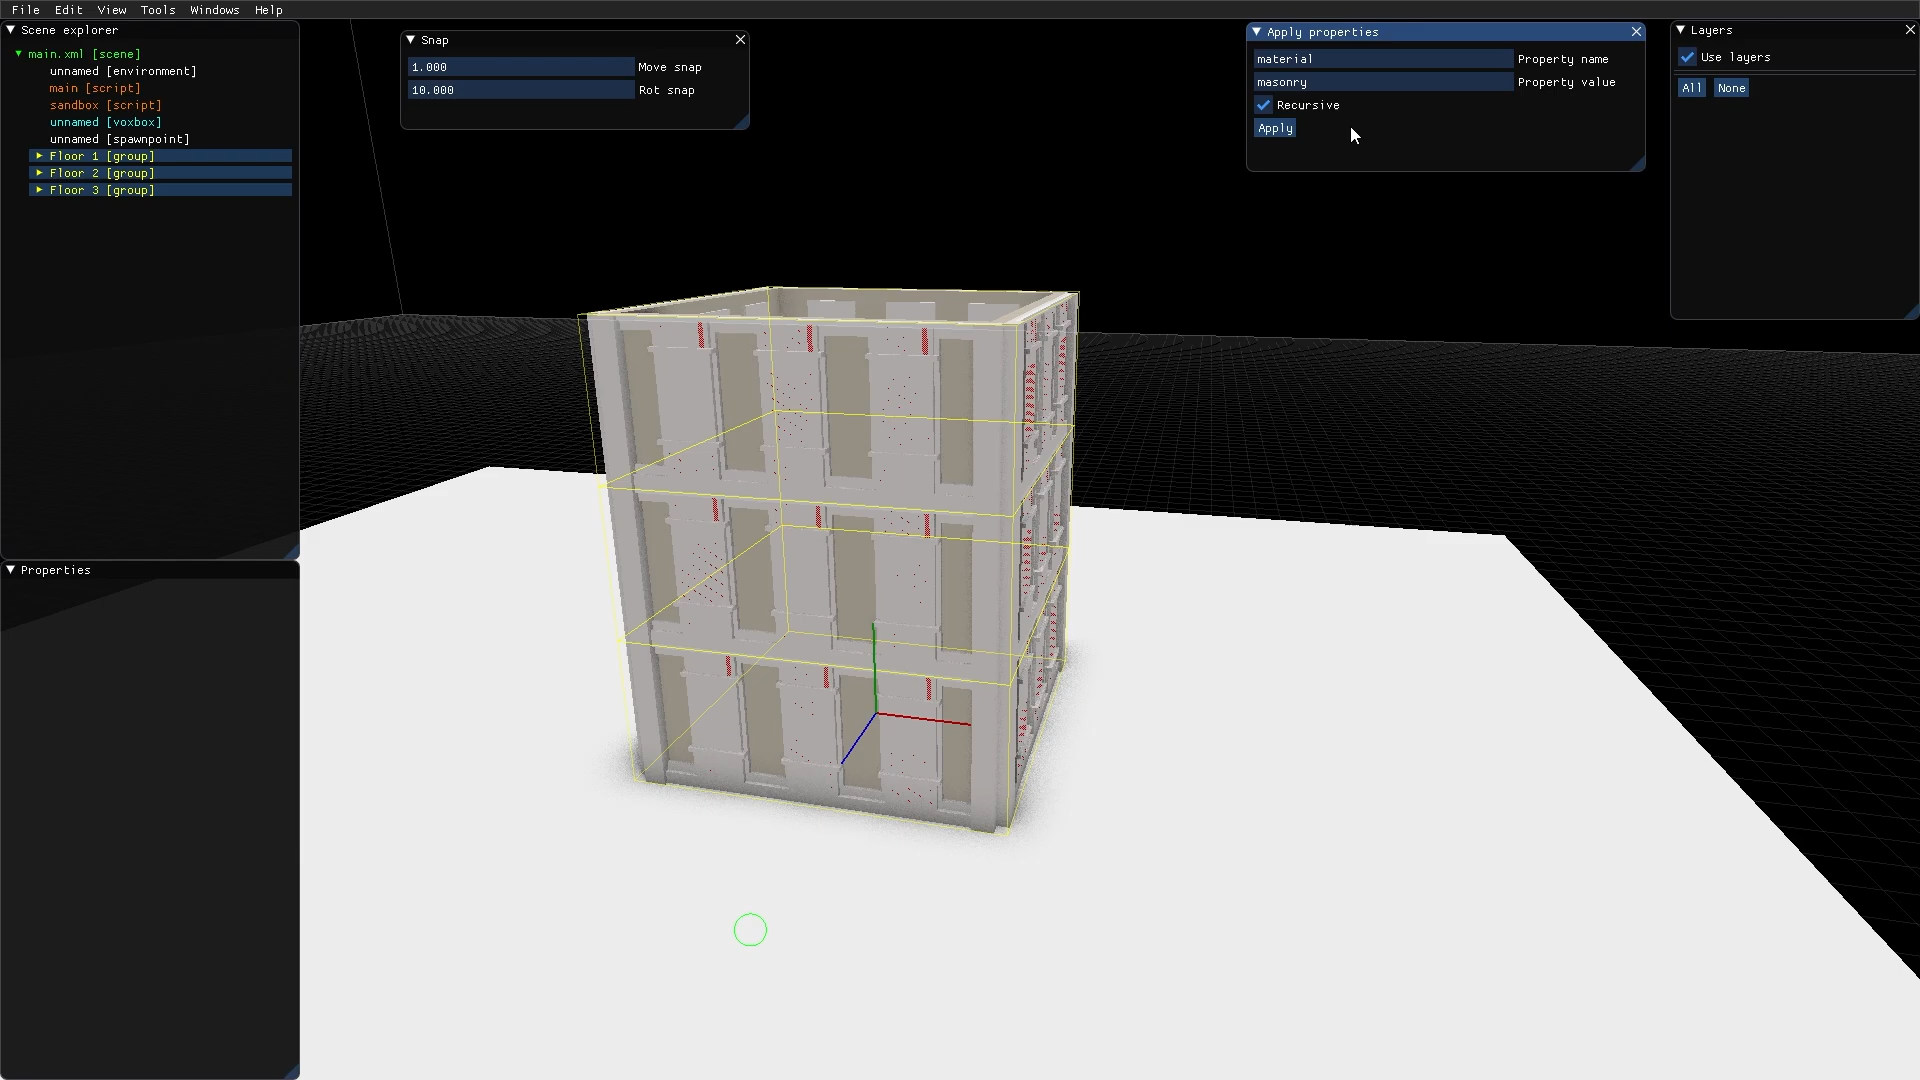 File Edit View Tools Windows Help
Scene explorer
main.xml [scene]
unnamed [environment]
main [script]
sandbox [script]
unnamed [voxbox]
unnamed [spawnpoint]
Floor 1 [group]
Floor 2 [group]
Floor 3 [group]
Properties
Snap
1.000 Move snap
10.000 Rot snap
Apply properties
material Property name
masonry Property value
Recursive
Apply
Layers
Use layers
All None